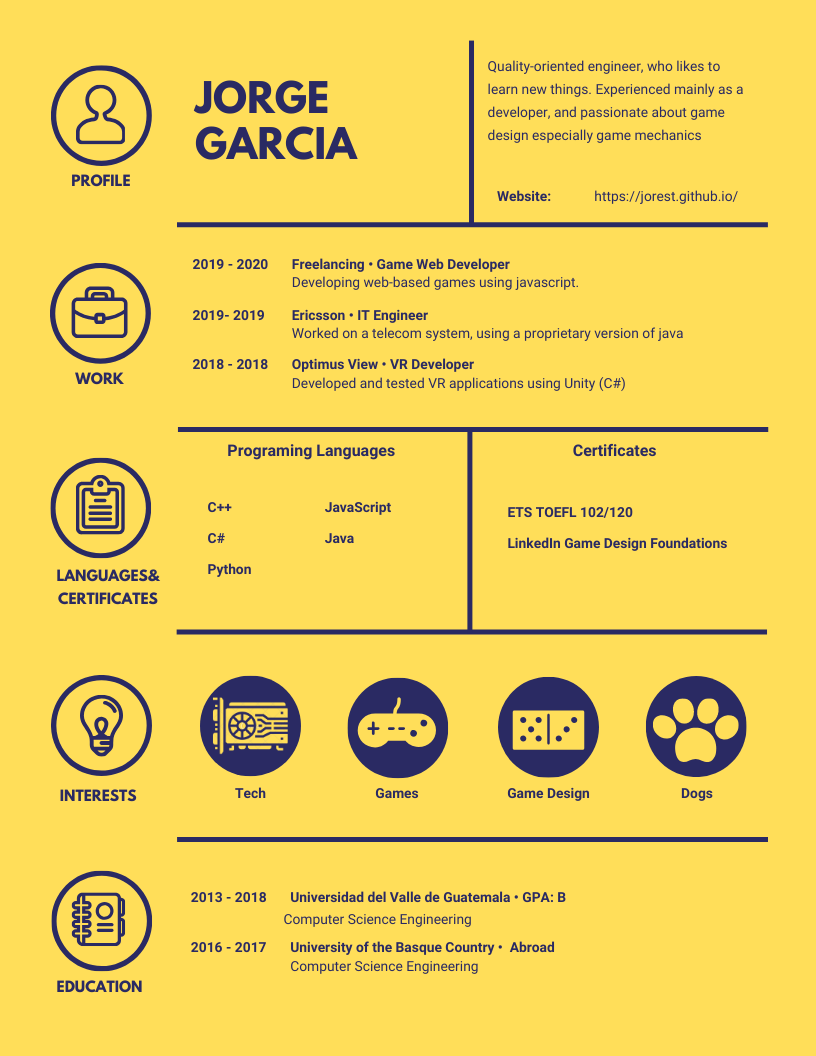 JORGE
GARCIA
PROFILE
Quality-oriented engineer, who likes to
learn new things. Experienced mainly as a
developer, and passionate about game
design especially game mechanics
Website: https://jorest.github.io/
WORK
2019 - 2020 Freelancing • Game Web Developer
Developing web-based games using javascript.
2019- 2019 Ericsson • IT Engineer
Worked on a telecom system, using a proprietary version of java
2018 - 2018 Optimus View • VR Developer
Developed and tested VR applications using Unity (C#)
LANGUAGES&
CERTIFICATES
Programing Languages
C++ JavaScript
C# Java
Python
Certificates
ETS TOEFL 102/120
LinkedIn Game Design Foundations
INTERESTS
Tech Games Game Design Dogs
EDUCATION
2013 - 2018 Universidad del Valle de Guatemala • GPA: B
Computer Science Engineering
2016 - 2017 University of the Basque Country • Abroad
Computer Science Engineering